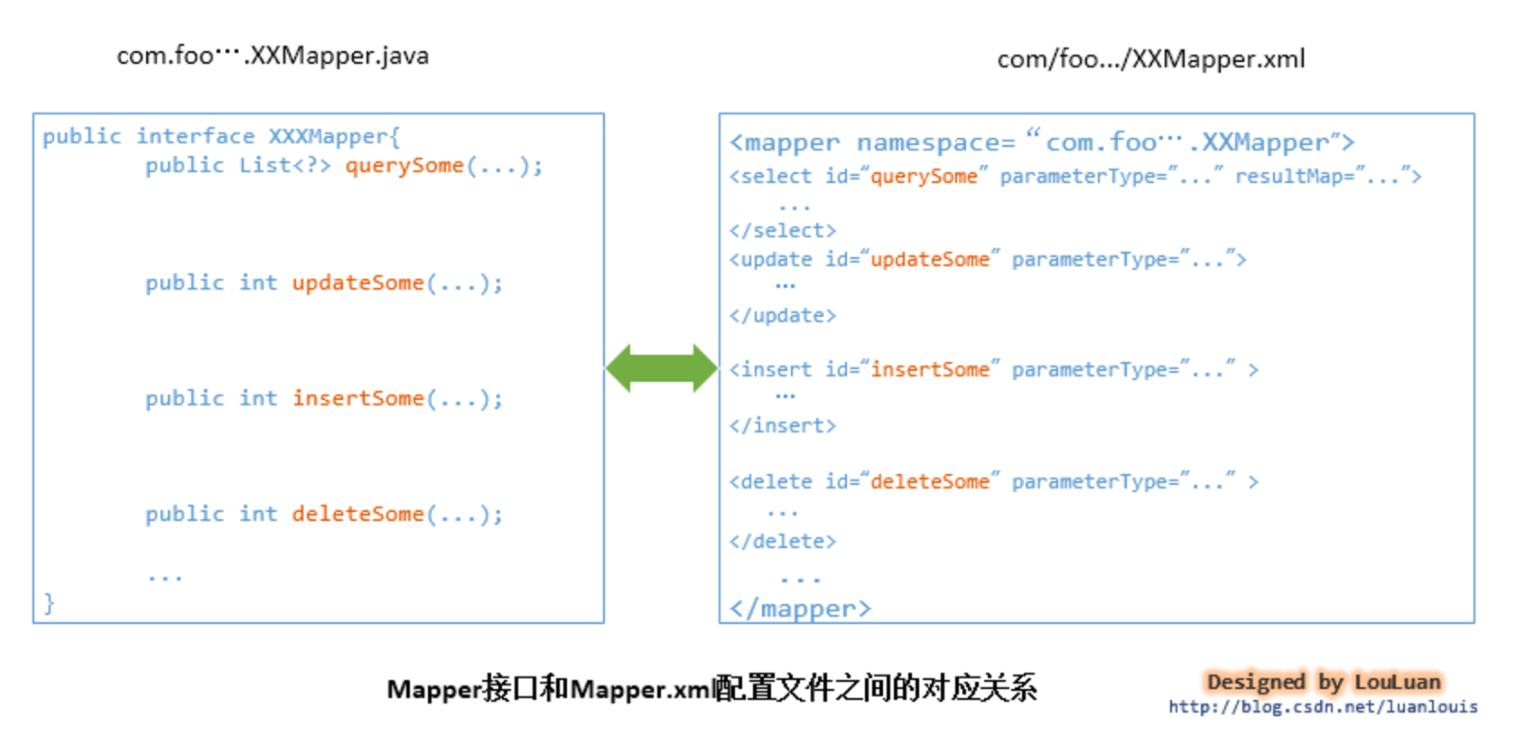 com.foo···.XXMapper.java
public interface XXXMapper{
public List<?> querySome(...);
public int updateSome(...);
public int insertSome(...);
public int deleteSome(...);
...
}
com/foo.../XXMapper.xml
<mapper namespace=“com.foo···.XXMapper”>
<select id=“querySome” parameterType=”...” resultMap=”...”>
...
</select>
<update id=“updateSome” parameterType=”...”>
...
</update>
<insert id=“insertSome” parameterType=”...” >
...
</insert>
<delete id=“deleteSome” parameterType=”...” >
...
</delete>
...
</mapper>
Mapper接口和Mapper.xml配置文件之间的对应关系
Designed by LouLuan
http://blog.csdn.net/luanlouis